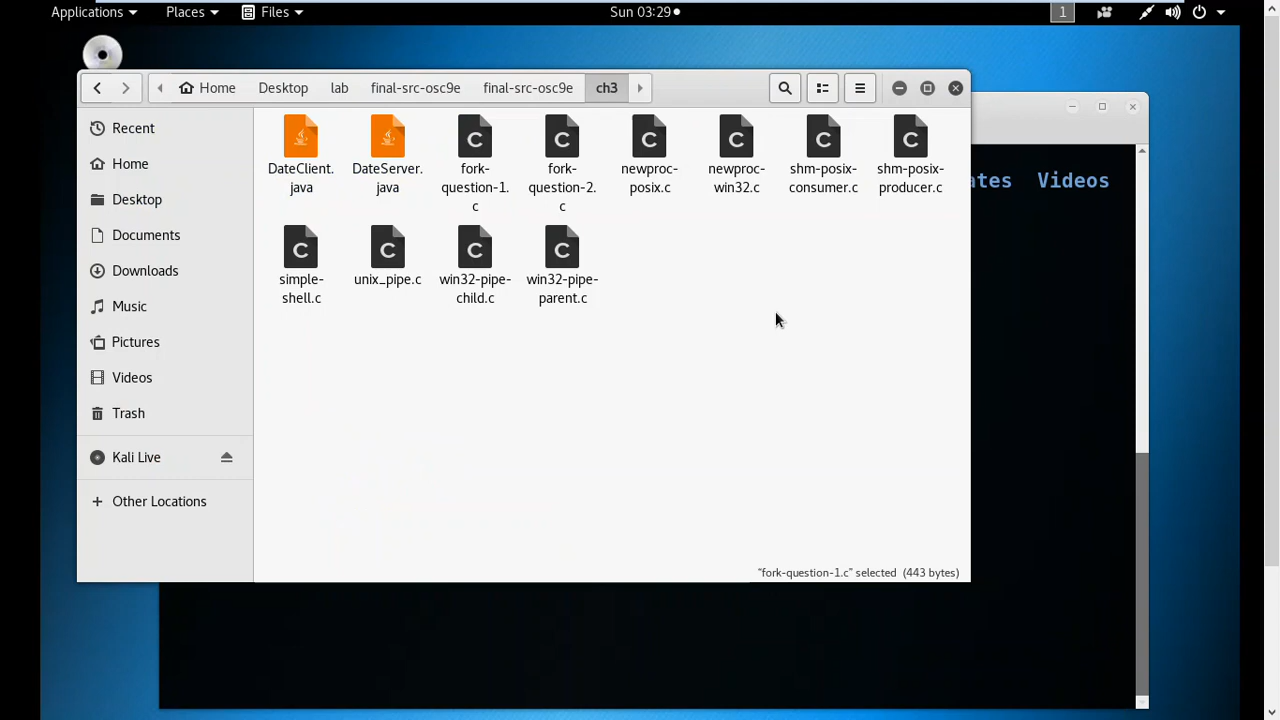 Applications Places Files Sun 03:29 1
Home Desktop lab final-src-osc9e final-src-osc9e ch3
Recent
Home
Desktop
Documents
Downloads
Music
Pictures
Videos
Trash
Kali Live
Other Locations
DateClient.
java
DateServer.
java
fork-
question-1.
c
fork-
question-2.
c
newproc-
posix.c
newproc-
win32.c
shm-posix-
consumer.c
shm-posix-
producer.c
simple-
shell.c
unix_pipe.c
win32-pipe-
child.c
win32-pipe-
parent.c
"fork-question-1.c" selected (443 bytes)
ates Videos